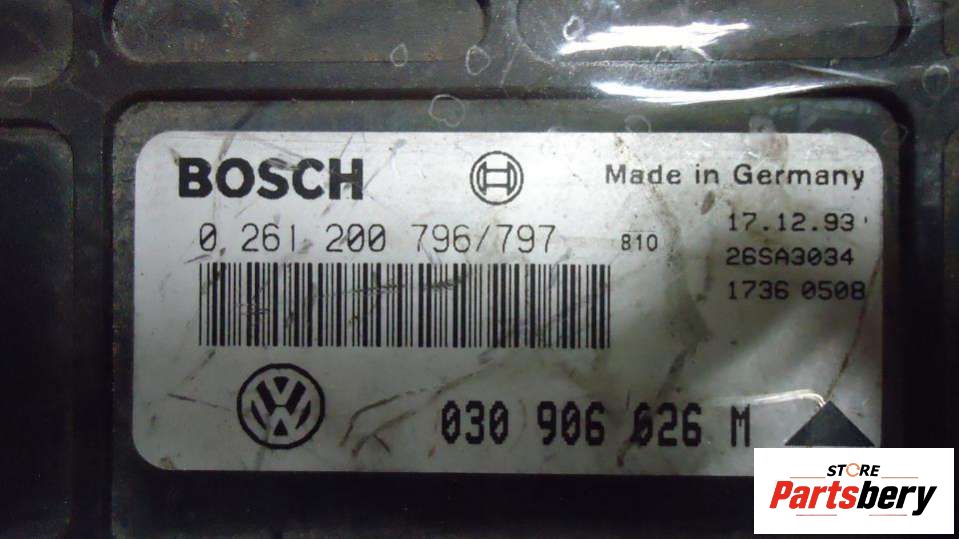 BOSCH
Made in Germany
0 261 200 796/797
810
17.12.93
26SA3034
1736 0508
030 906 026 M
STORE
Partsbery